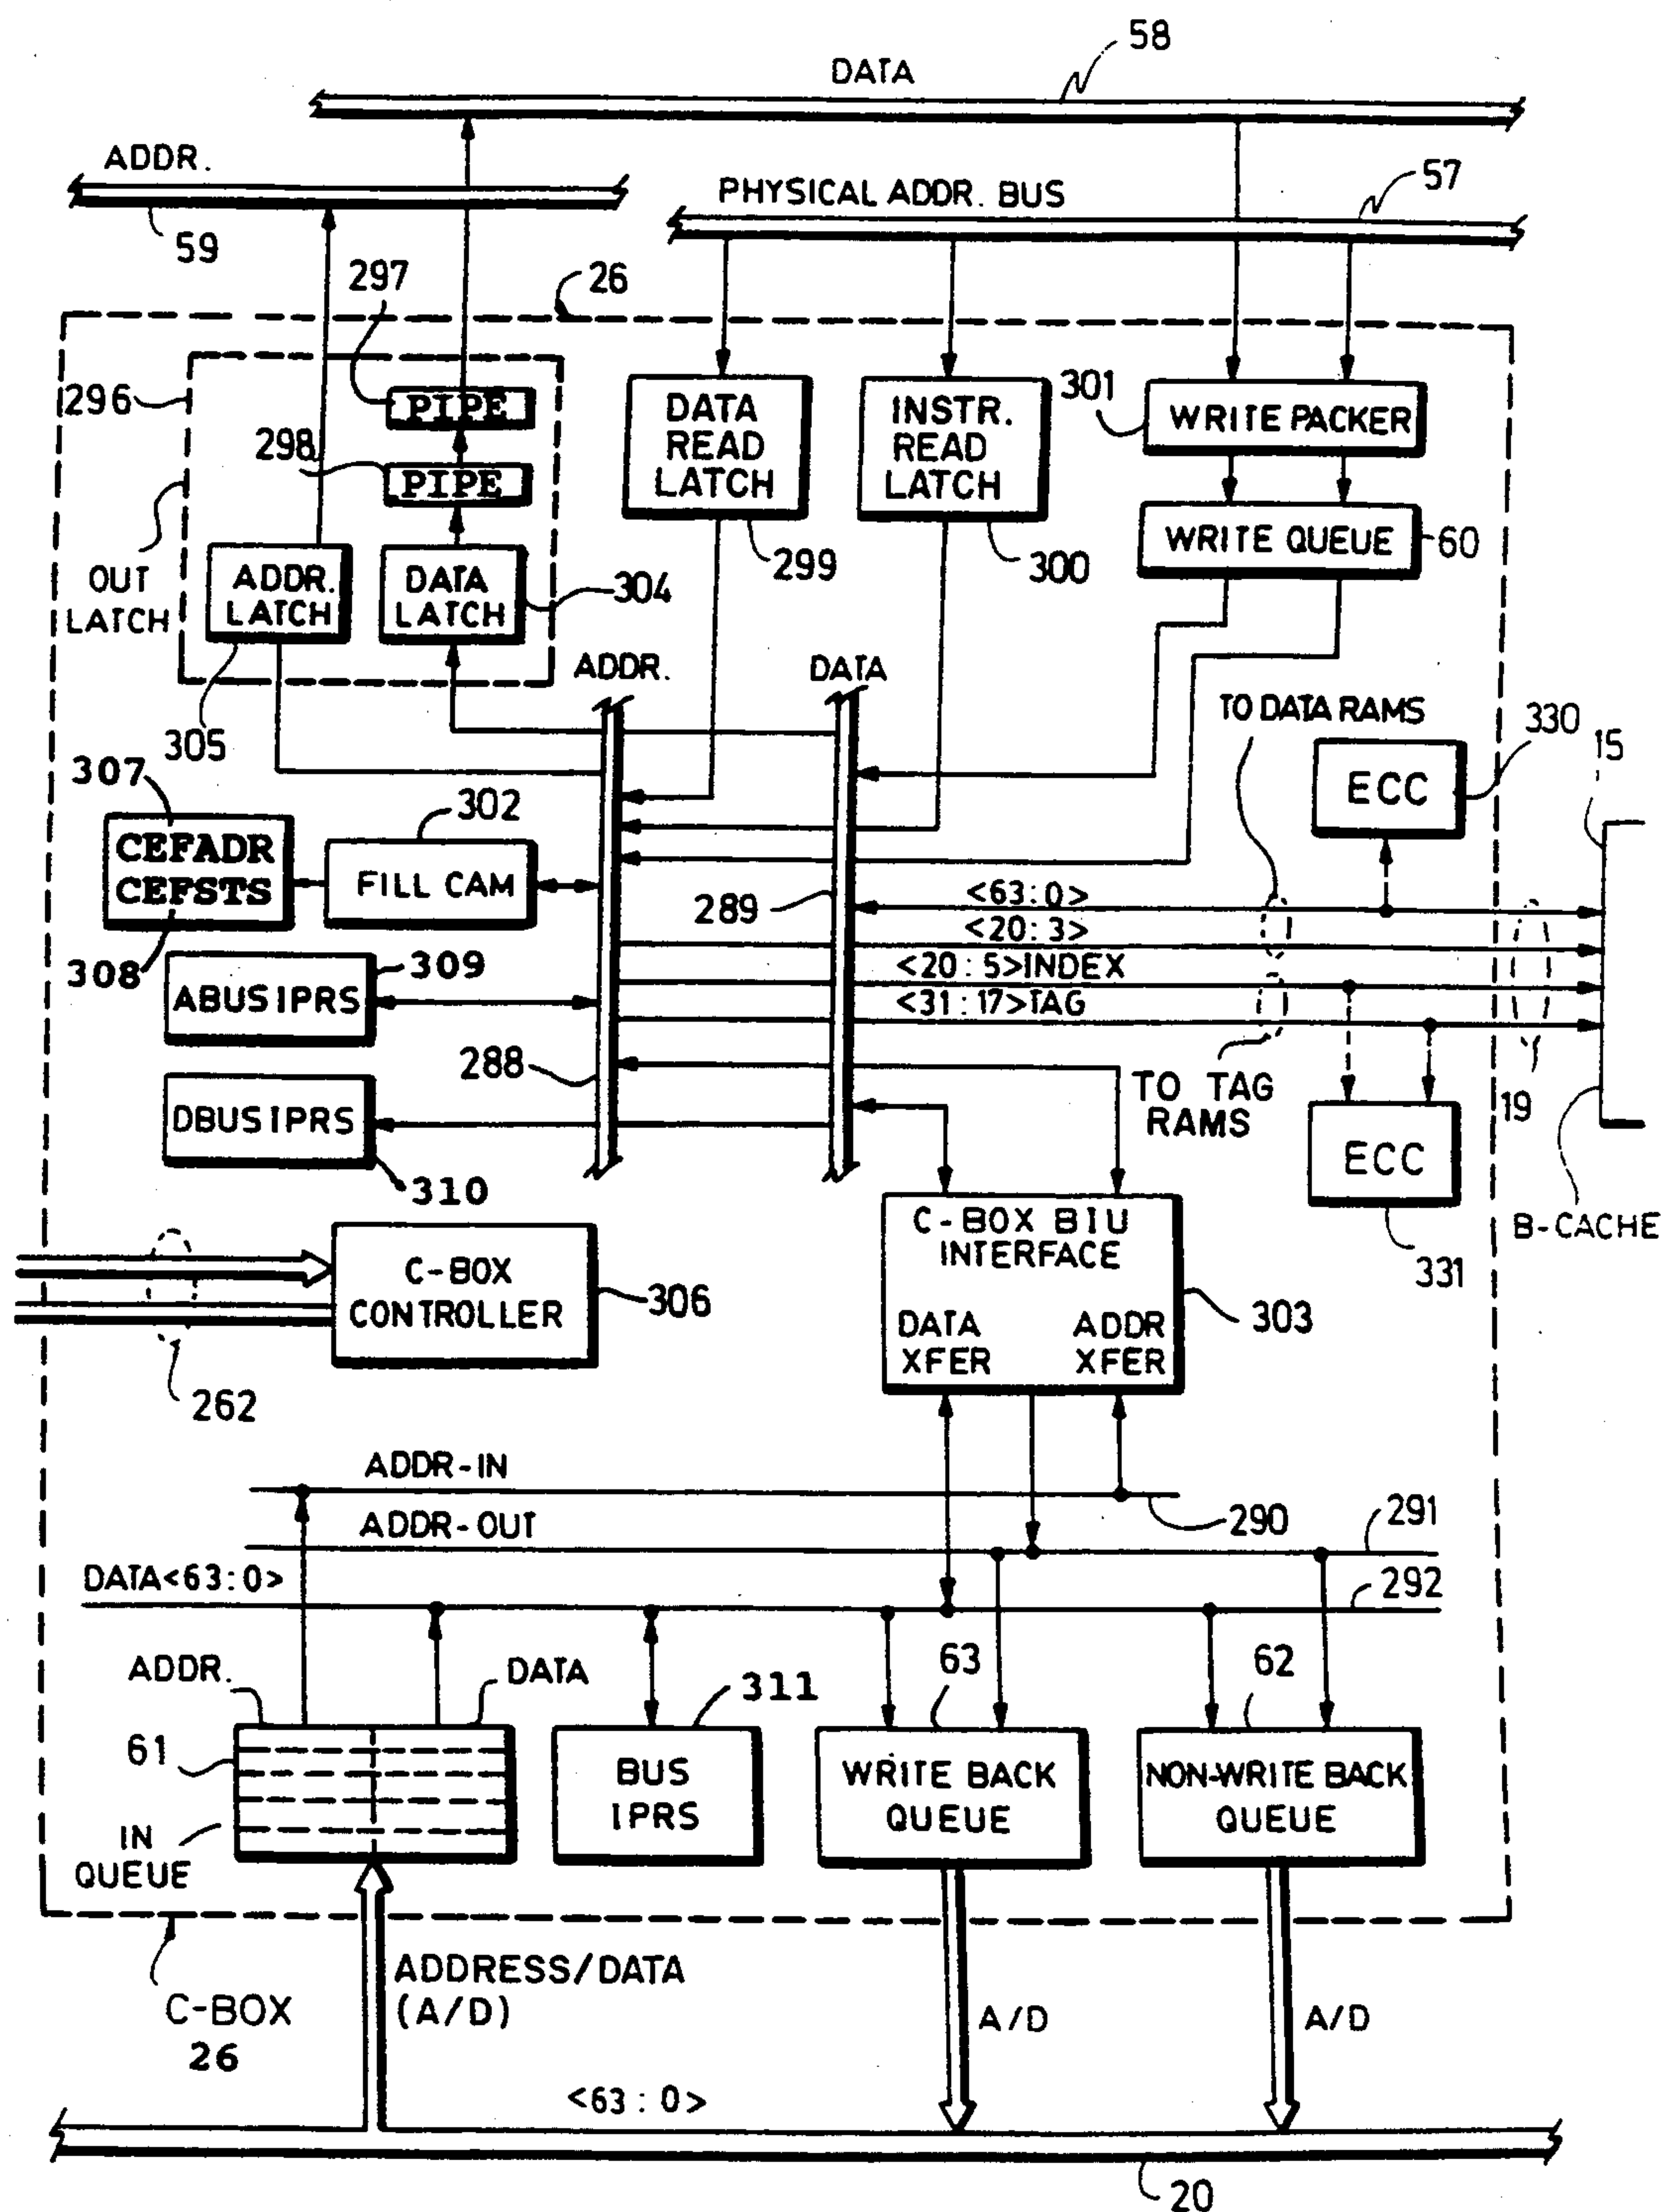 58
DATA
ADDR.
PHYSICAL ADDR. BUS
57
59
297
26
296
PIPE
298
PIPE
DATA
READ
LATCH
INSTR.
READ
LATCH
301
WRITE PACKER
WRITE QUEUE
60
299
300
OUT
LATCH
ADDR.
LATCH
DATA
LATCH
304
305
ADDR.
DATA
TO DATA RAMS
330
15
ECC
307
302
CEFADR
CEFSTS
FILL CAM
308
289
<63:0>
<20:3>
<20:5>INDEX
<31:17>TAG
309
ABUS IPRS
288
TO TAG
RAMS
19
DBUS IPRS
310
ECC
331
B-CACHE
C-BOX BIU
INTERFACE
DATA
XFER
ADDR
XFER
303
C-BOX
CONTROLLER
306
262
ADDR-IN
290
ADDR-OUT
291
DATA<63:0>
292
ADDR.
DATA
311
63
62
61
BUS
IPRS
WRITE BACK
QUEUE
NON-WRITE BACK
QUEUE
IN
QUEUE
ADDRESS/DATA
(A/D)
A/D
A/D
C-BOX
26
<63:0>
20